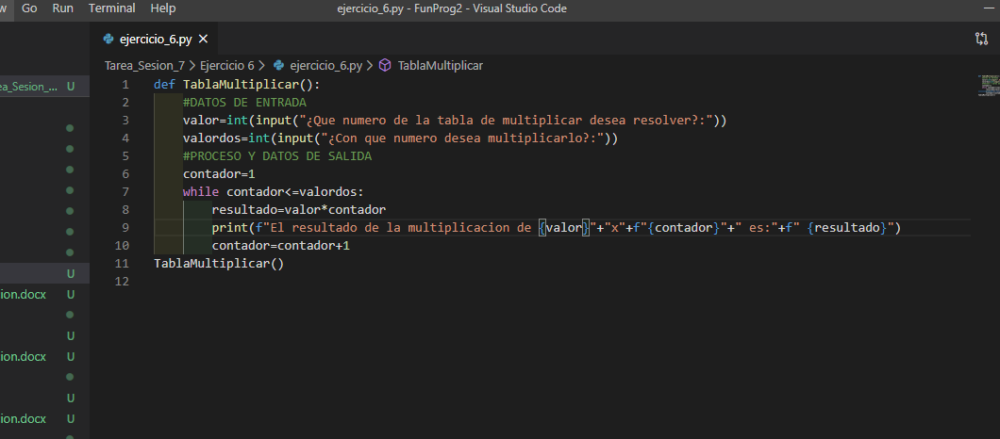 Go Run Terminal Help ejercicio_6.py - FunProg2 - Visual Studio Code
ejercicio_6.py
Tarea_Sesion_7 > Ejercicio 6 > ejercicio_6.py > TablaMultiplicar
1 def TablaMultiplicar():
2 #DATOS DE ENTRADA
3 valor=int(input("¿Que numero de la tabla de multiplicar desea resolver?:"))
4 valordos=int(input("¿Con que numero desea multiplicarlo?:"))
5 #PROCESO Y DATOS DE SALIDA
6 contador=1
7 while contador<=valordos:
8 resultado=valor*contador
9 print(f"El resultado de la multiplicacion de {valor}"+"x"+f"{contador}"+" es:"+f" {resultado}")
10 contador=contador+1
11 TablaMultiplicar()
12
ea_Sesion_... U
U
ion.docx U
U
ion.docx U
U
ion.docx U